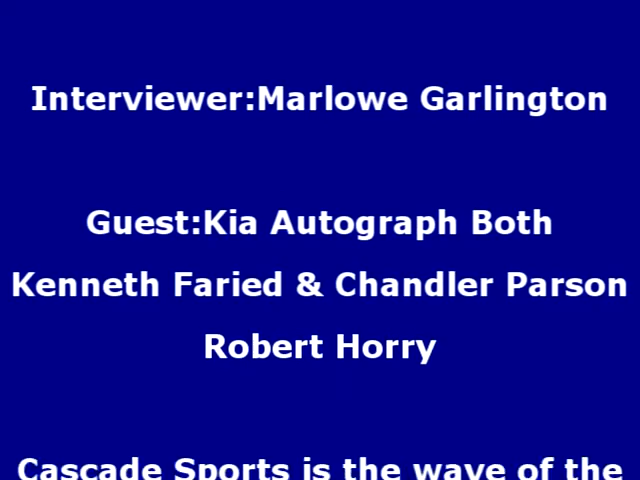 Interviewer:Marlowe Garlington
Guest:Kia Autograph Both
Kenneth Faried & Chandler Parson
Robert Horry
Cascade Sports is the wave of the